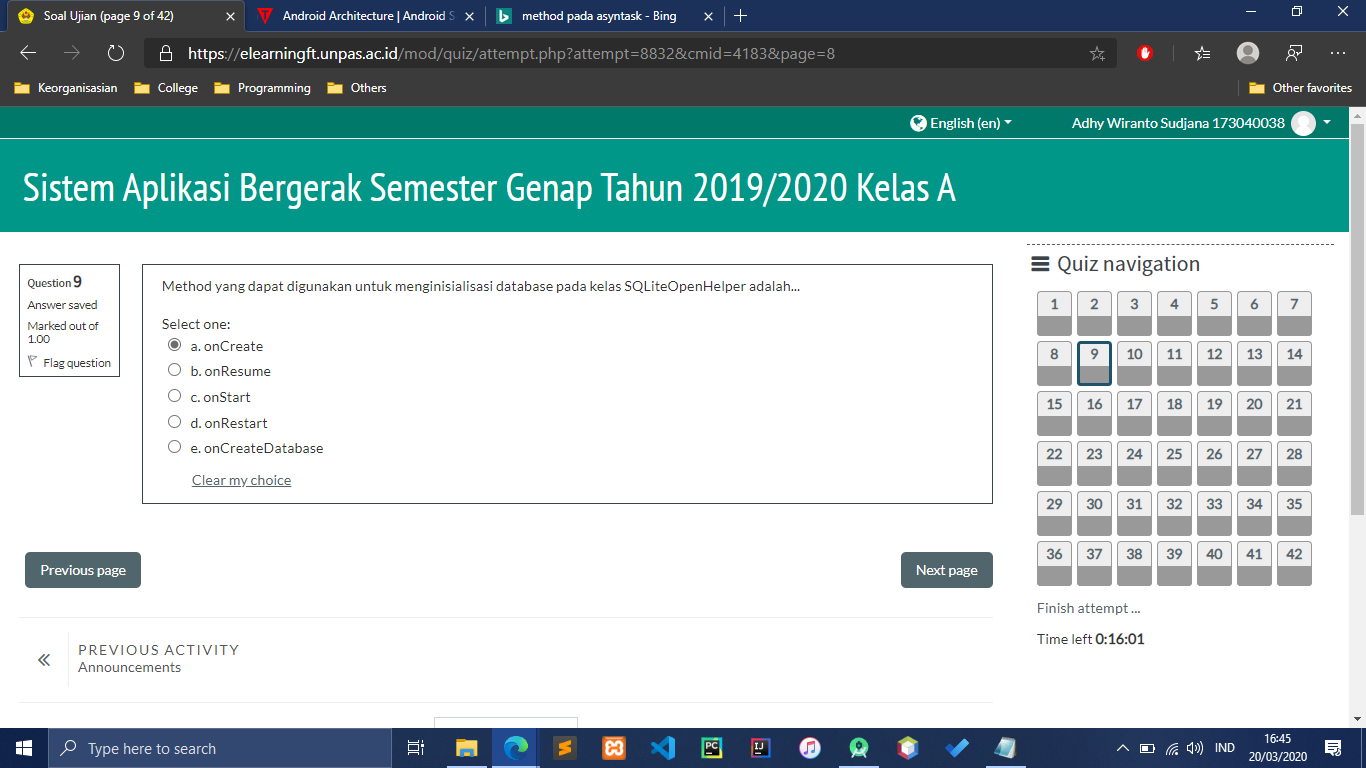 Soal Ujian (page 9 of 42)
Android Architecture | Android S
method pada asyntask - Bing
https://elearningft.unpas.ac.id/mod/quiz/attempt.php?attempt=8832&cmid=4183&page=8
Keorganisasian
College
Programming
Others
Other favorites
English (en)
Adhy Wiranto Sudjana 173040038
Sistem Aplikasi Bergerak Semester Genap Tahun 2019/2020 Kelas A
Question 9
Answer saved
Marked out of
1.00
Flag question
Method yang dapat digunakan untuk menginisialisasi database pada kelas SQLiteOpenHelper adalah...
Select one:
a. onCreate
b. onResume
c. onStart
d. onRestart
e. onCreateDatabase
Clear my choice
Previous page
Next page
PREVIOUS ACTIVITY
Announcements
Quiz navigation
1 2 3 4 5 6 7
8 9 10 11 12 13 14
15 16 17 18 19 20 21
22 23 24 25 26 27 28
29 30 31 32 33 34 35
36 37 38 39 40 41 42
Finish attempt ...
Time left 0:16:01
Type here to search
PC
IJ
IND
16:45
20/03/2020